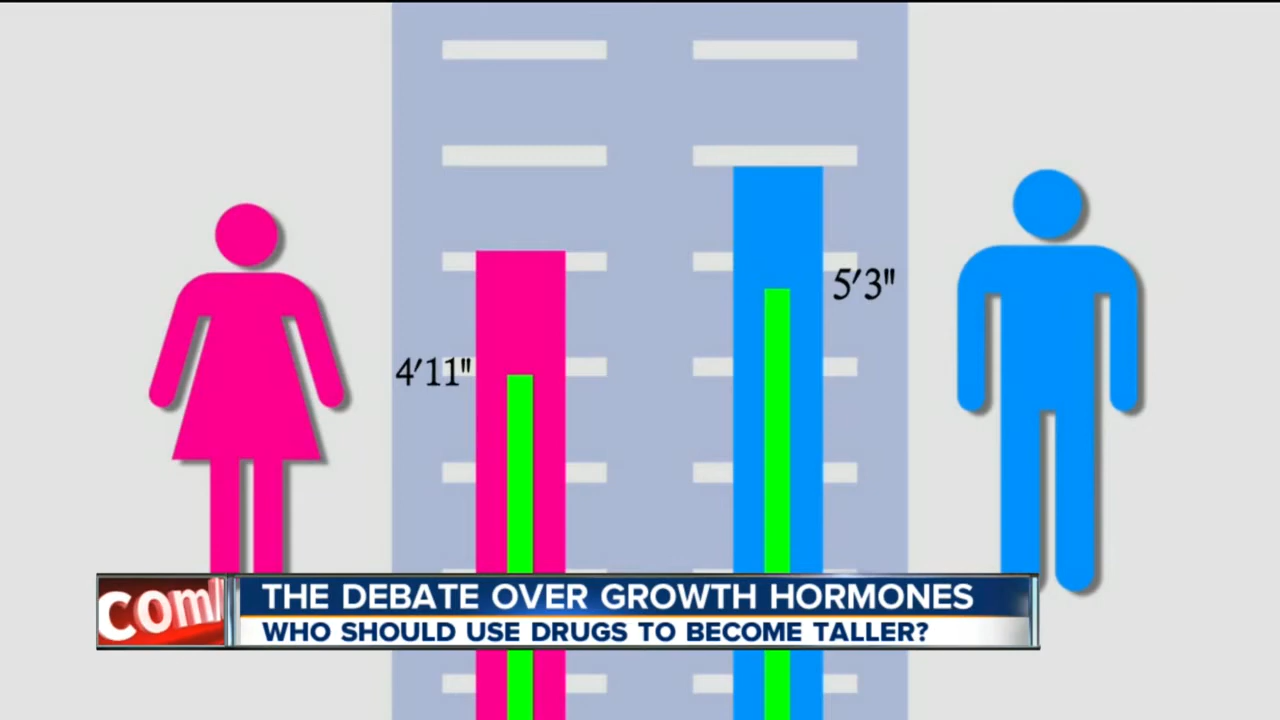 5'3"
4'11"
THE DEBATE OVER GROWTH HORMONES
WHO SHOULD USE DRUGS TO BECOME TALLER?